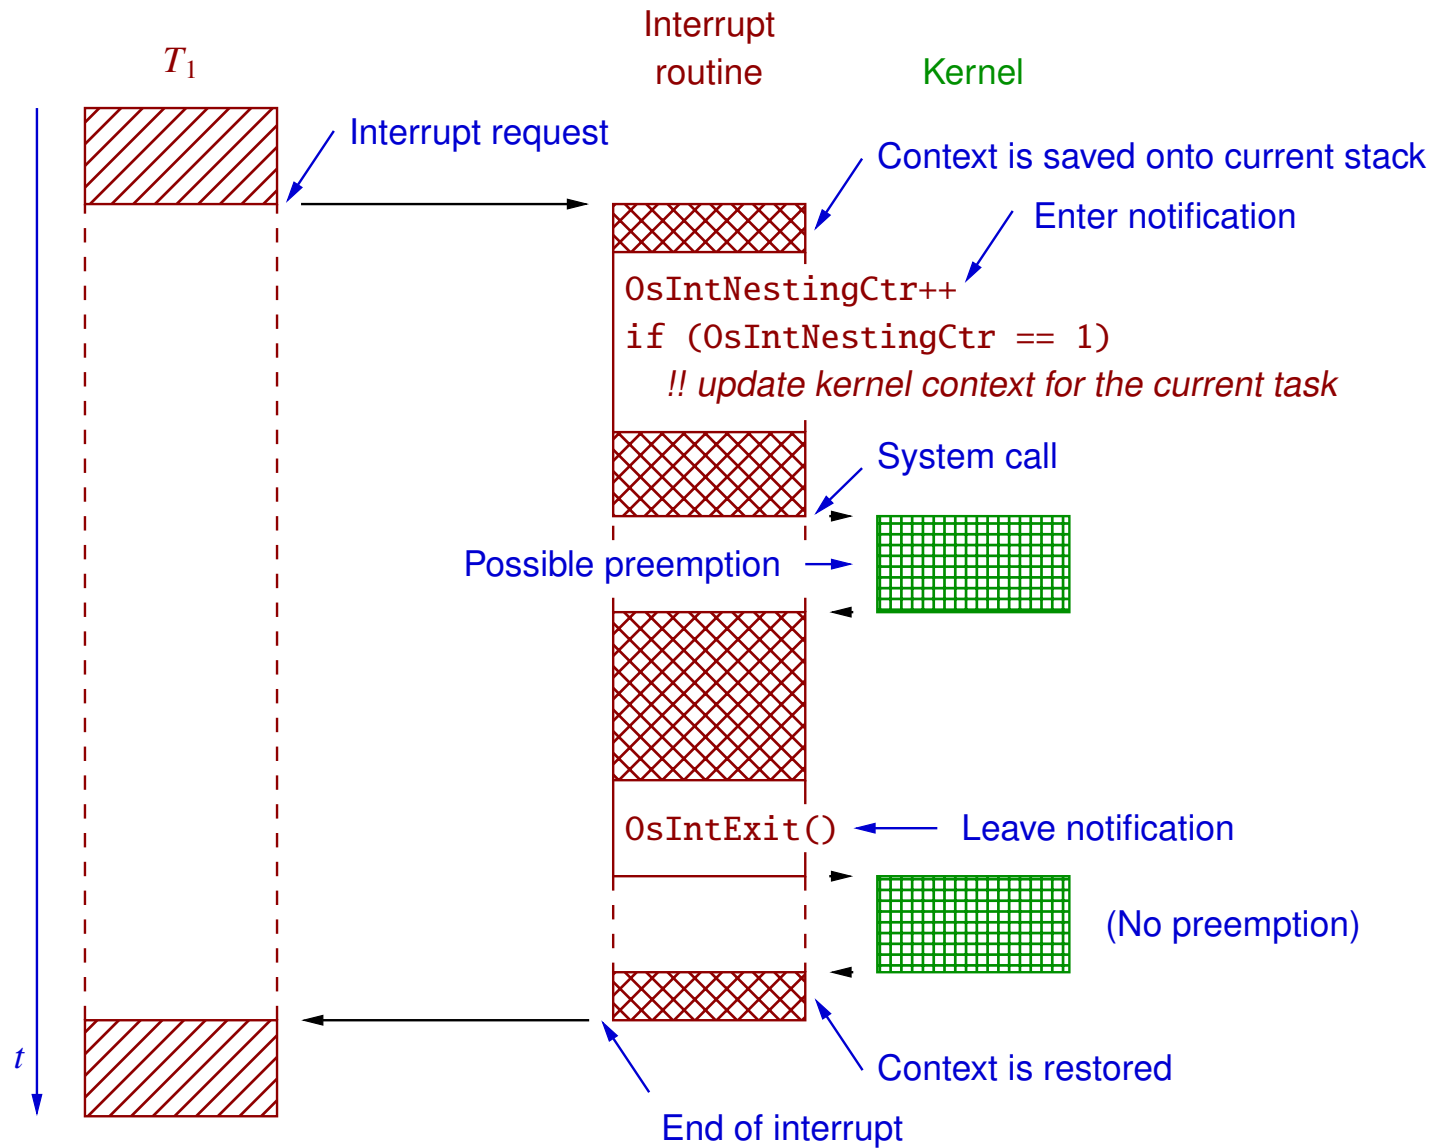 Interrupt
routine
T1
Kernel
Interrupt request
Context is saved onto current stack
Enter notification
OsIntNestingCtr++
if (OsIntNestingCtr == 1)
!! update kernel context for the current task
System call
Possible preemption
OsIntExit()
Leave notification
(No preemption)
t
Context is restored
End of interrupt